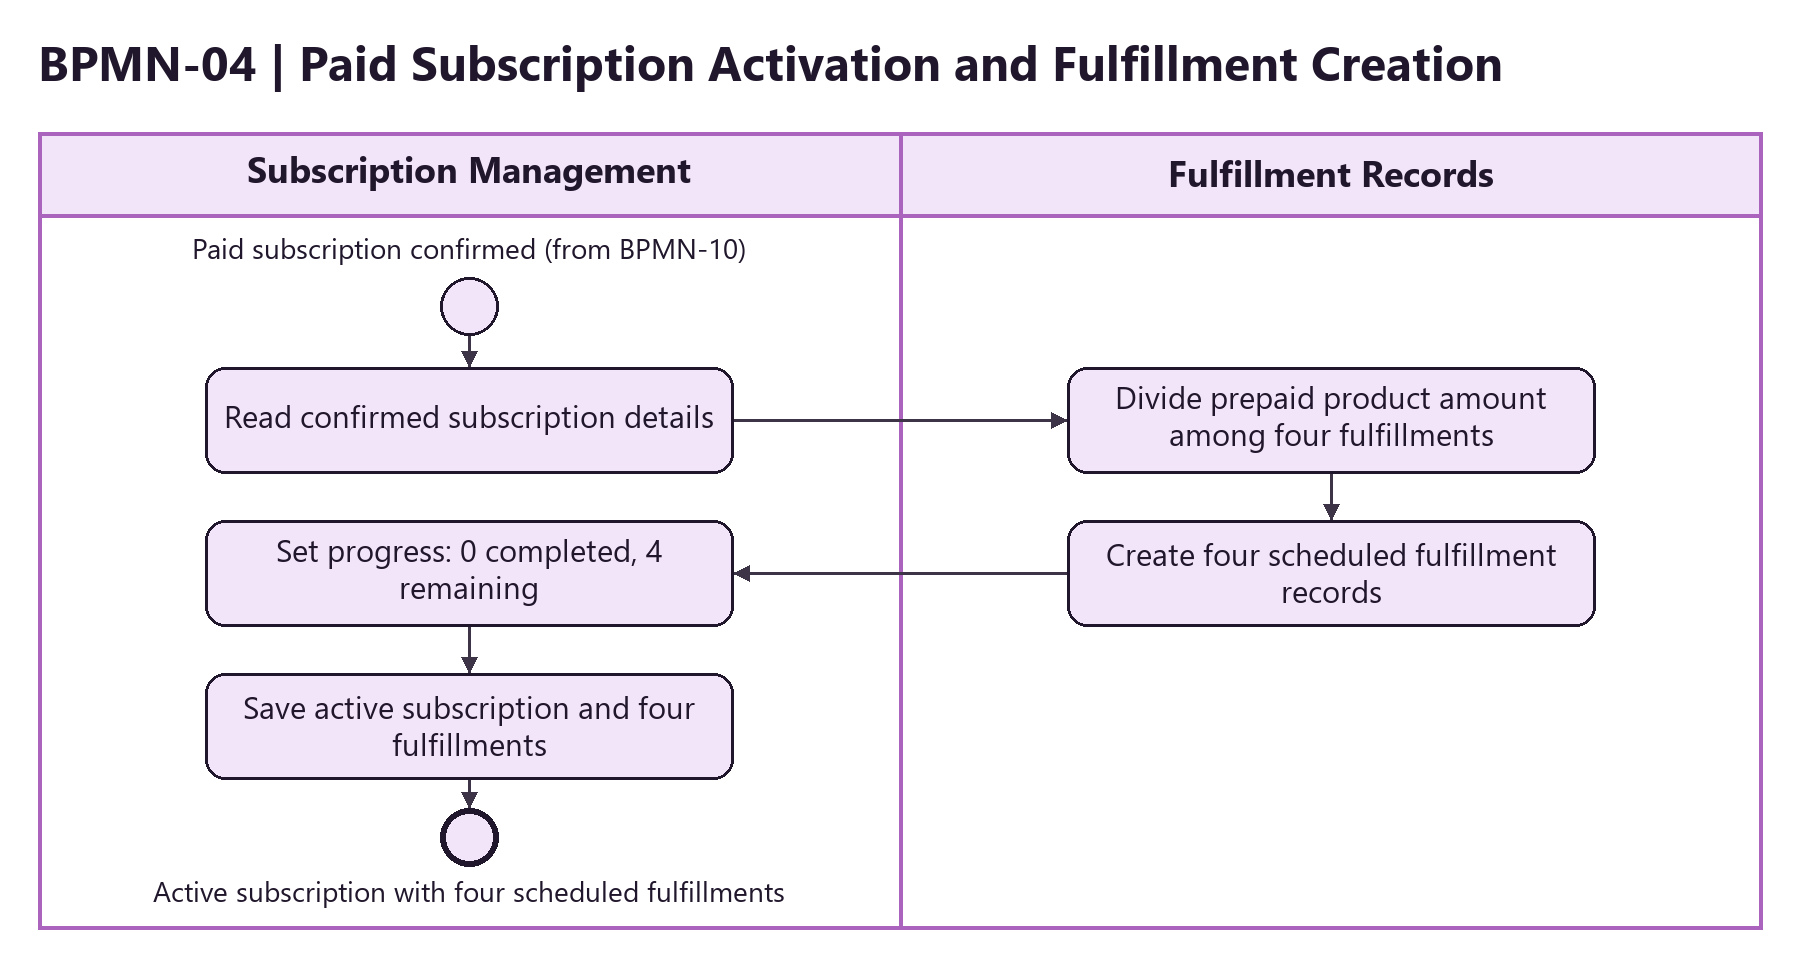 BPMN-04 | Paid Subscription Activation and Fulfillment Creation
Subscription Management
Fulfillment Records
Paid subscription confirmed (from BPMN-10)
Read confirmed subscription details
Divide prepaid product amount
among four fulfillments
Create four scheduled fulfillment
records
Set progress: 0 completed, 4
remaining
Save active subscription and four
fulfillments
Active subscription with four scheduled fulfillments